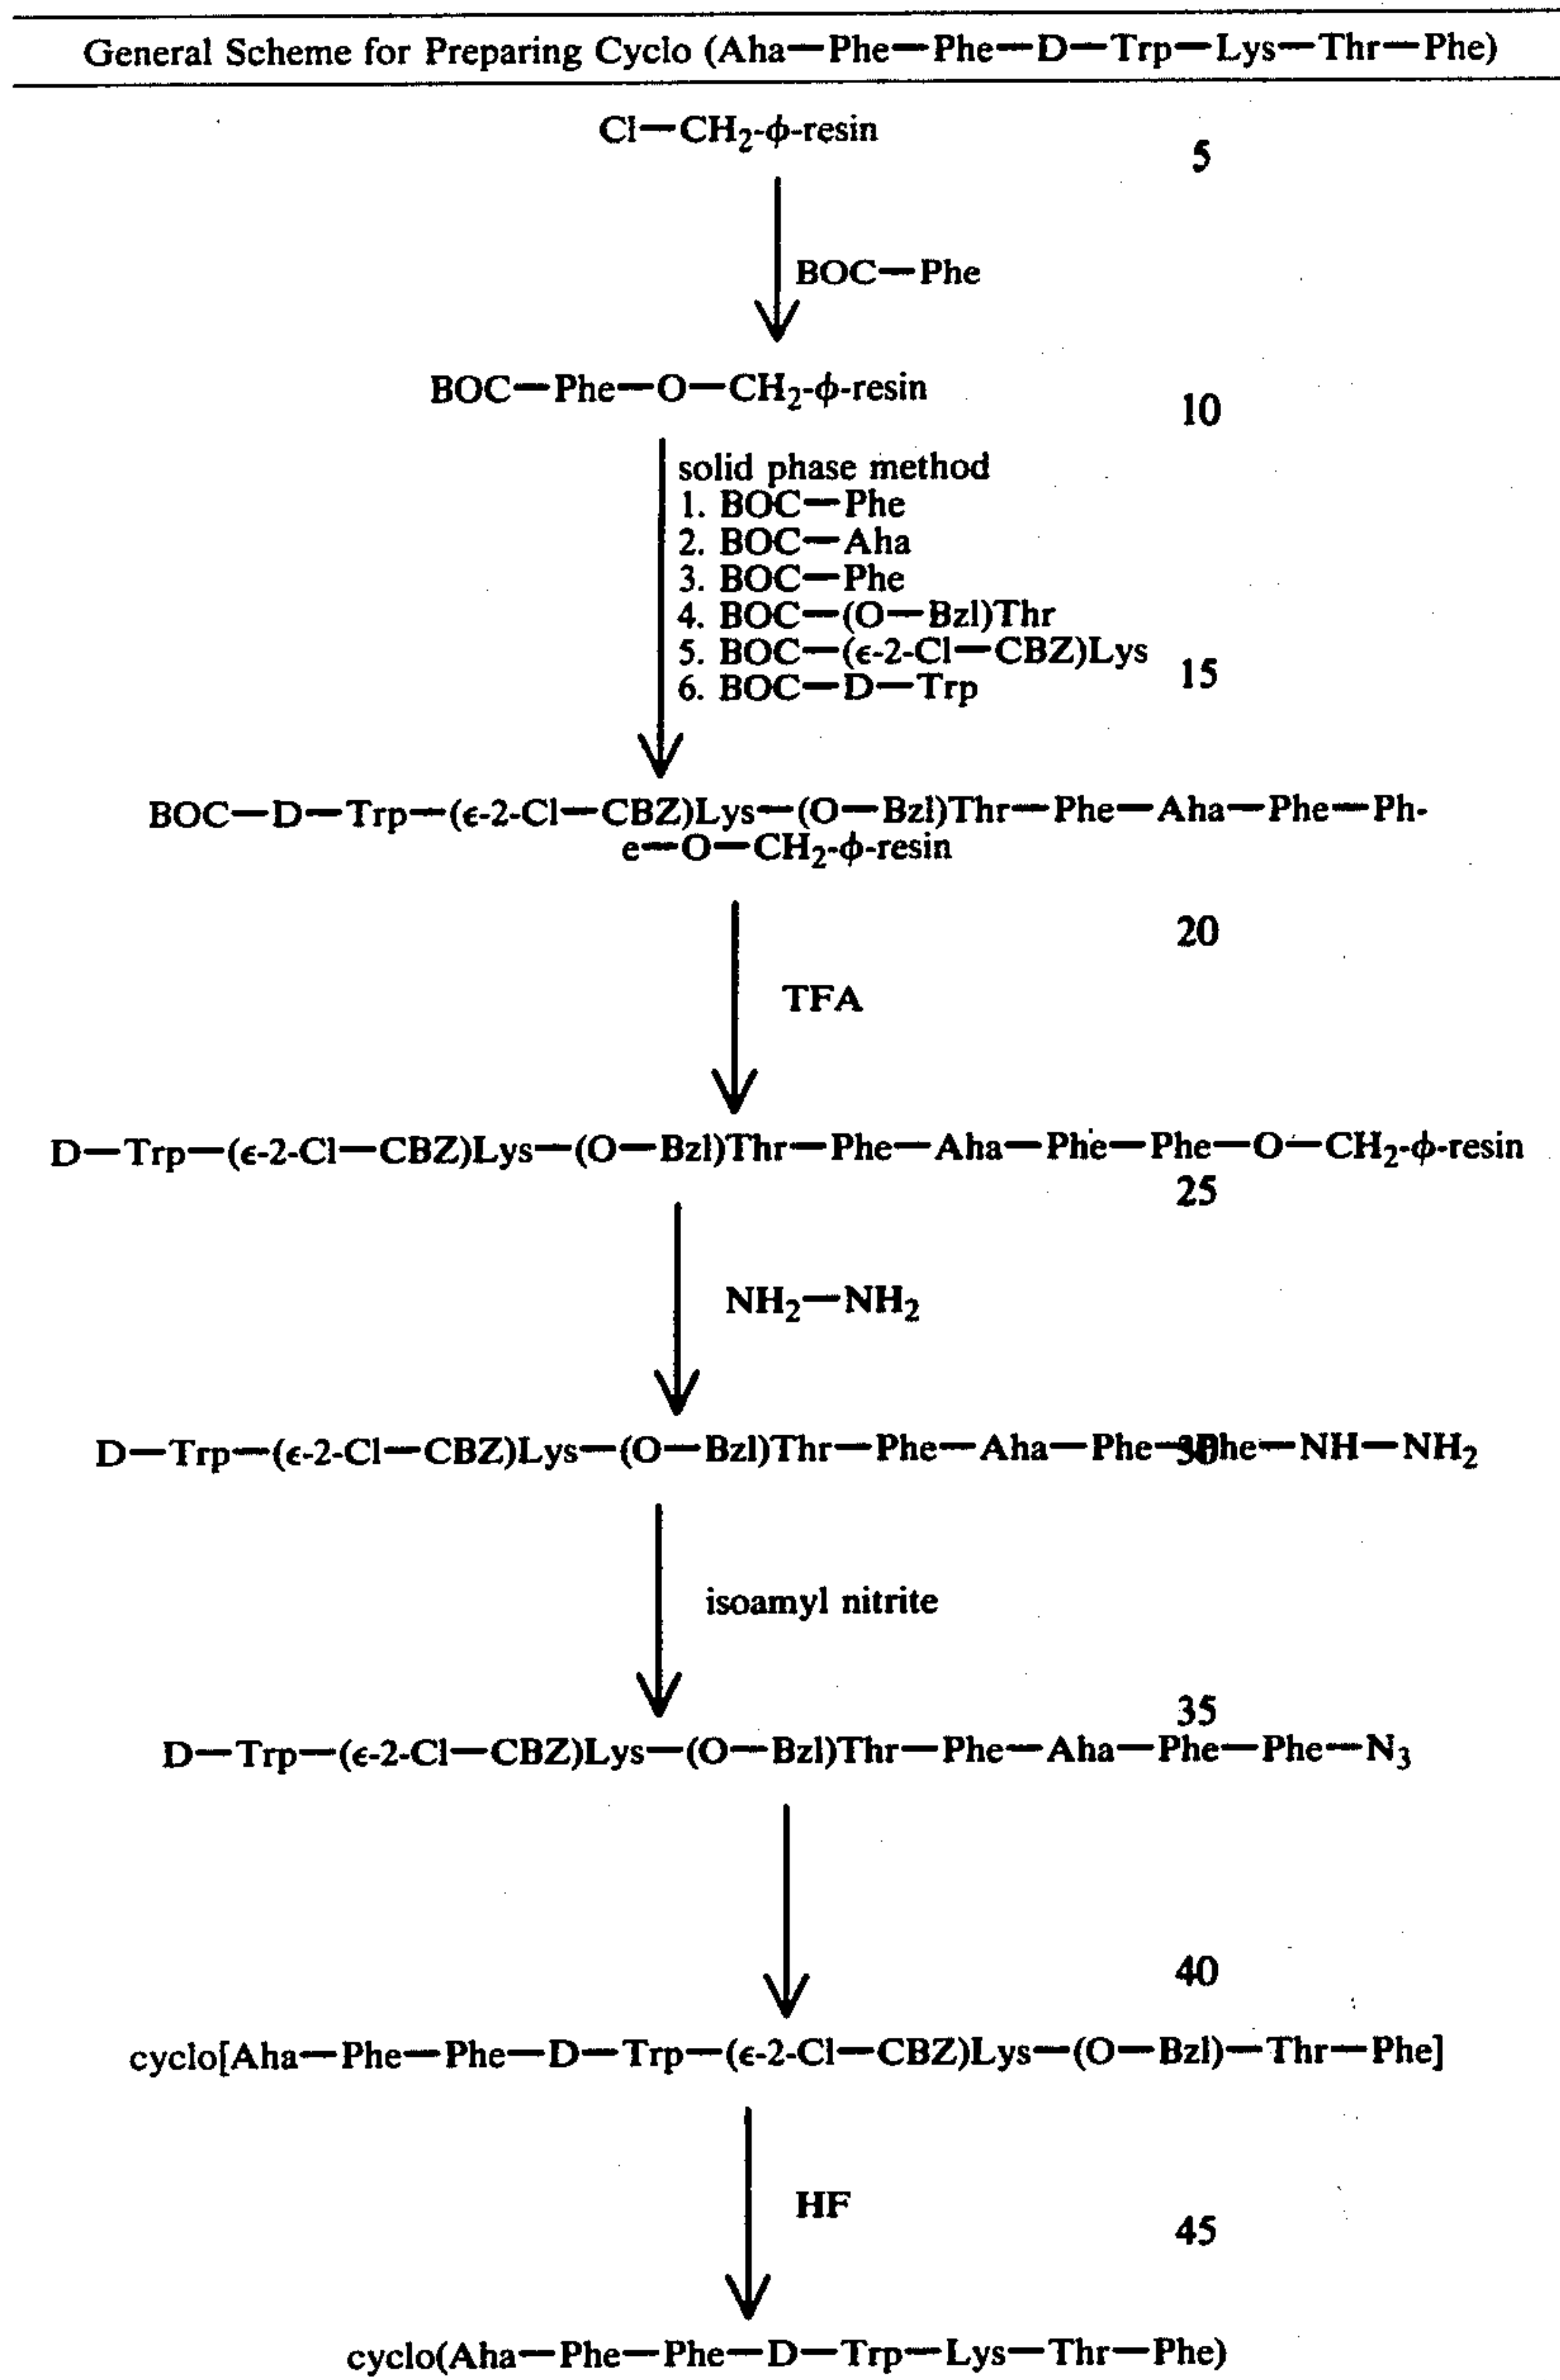 General Scheme for Preparing Cyclo (Aha—Phe—Phe—D—Trp—Lys—Thr—Phe)
Cl—CH₂-ϕ-resin
5
BOC—Phe
BOC—Phe—O—CH₂-ϕ-resin
10
solid phase method
1. BOC—Phe
2. BOC—Aha
3. BOC—Phe
4. BOC—(O—Bzl)Thr
5. BOC—(ϵ-2-Cl—CBZ)Lys
15
6. BOC—D—Trp
BOC—D—Trp—(ϵ-2-Cl—CBZ)Lys—(O—Bzl)Thr—Phe—Aha—Phe—Ph-
e—O—CH₂-ϕ-resin
20
TFA
D—Trp—(ϵ-2-Cl—CBZ)Lys—(O—Bzl)Thr—Phe—Aha—Phe—Phe—O—CH₂-ϕ-resin
25
NH₂—NH₂
D—Trp—(ϵ-2-Cl—CBZ)Lys—(O—Bzl)Thr—Phe—Aha—Phe—Phe—NH—NH₂
30
isoamyl nitrite
35
D—Trp—(ϵ-2-Cl—CBZ)Lys—(O—Bzl)Thr—Phe—Aha—Phe—Phe—N₃
40
cyclo[Aha—Phe—Phe—D—Trp—(ϵ-2-Cl—CBZ)Lys—(O—Bzl)—Thr—Phe]
HF
45
cyclo(Aha—Phe—Phe—D—Trp—Lys—Thr—Phe)